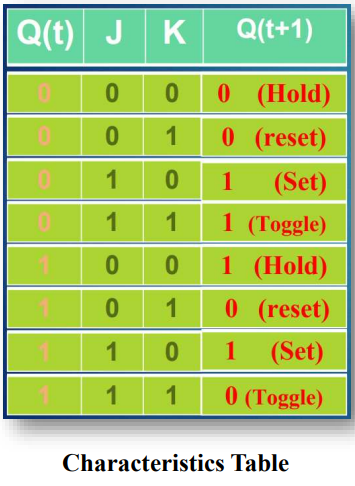 Q(t) J K Q(t+1)
0 0 0 0 (Hold)
0 0 1 0 (reset)
0 1 0 1 (Set)
0 1 1 1 (Toggle)
1 0 0 1 (Hold)
1 0 1 0 (reset)
1 1 0 1 (Set)
1 1 1 0 (Toggle)
Characteristics Table